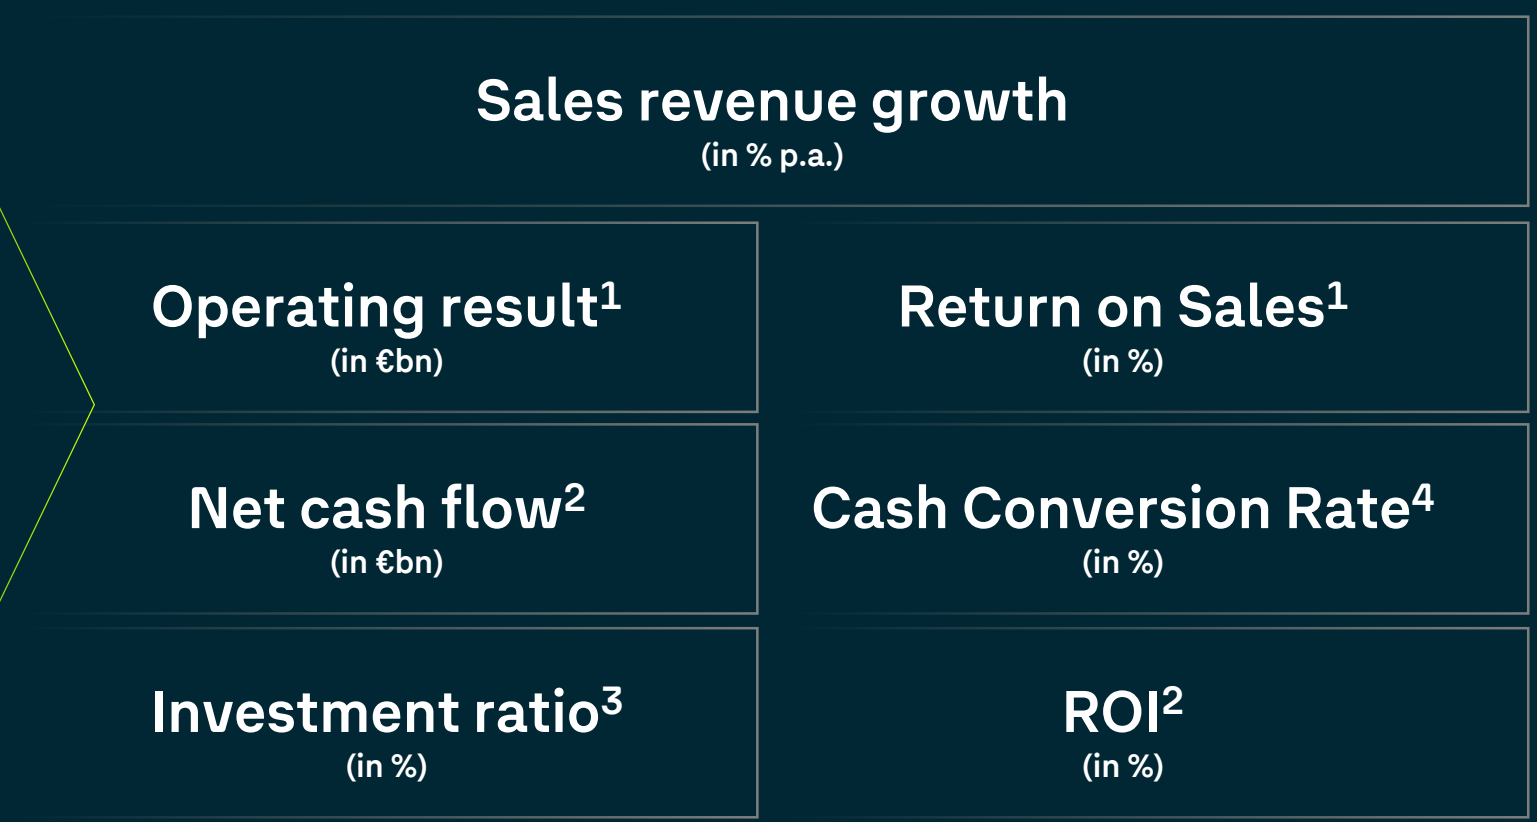 Sales revenue growth
(in % p.a.)
Operating result¹
(in €bn)
Return on Sales¹
(in %)
Net cash flow²
(in €bn)
Cash Conversion Rate⁴
(in %)
Investment ratio³
(in %)
ROI²
(in %)